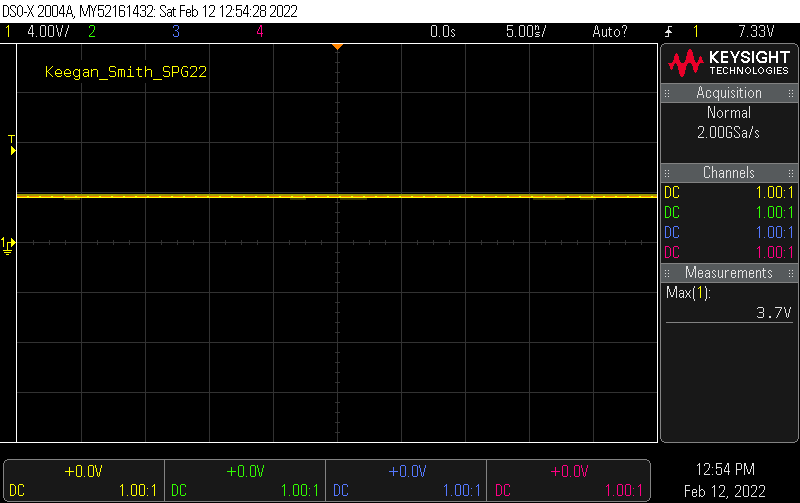 DSO-X 2004A, MY52161432: Sat Feb 12 12:54:28 2022
1 4.00V/ 2 3 4 0.0s 5.00ns/ Auto? 1 7.33V
Keegan_Smith_SPG22
KEYSIGHT
TECHNOLOGIES
Acquisition
Normal
2.00GSa/s
Channels
DC 1.00:1
DC 1.00:1
DC 1.00:1
DC 1.00:1
Measurements
Max(1):
3.7V
T
1
+0.0V +0.0V +0.0V +0.0V
DC 1.00:1 DC 1.00:1 DC 1.00:1 DC 1.00:1
12:54 PM
Feb 12, 2022